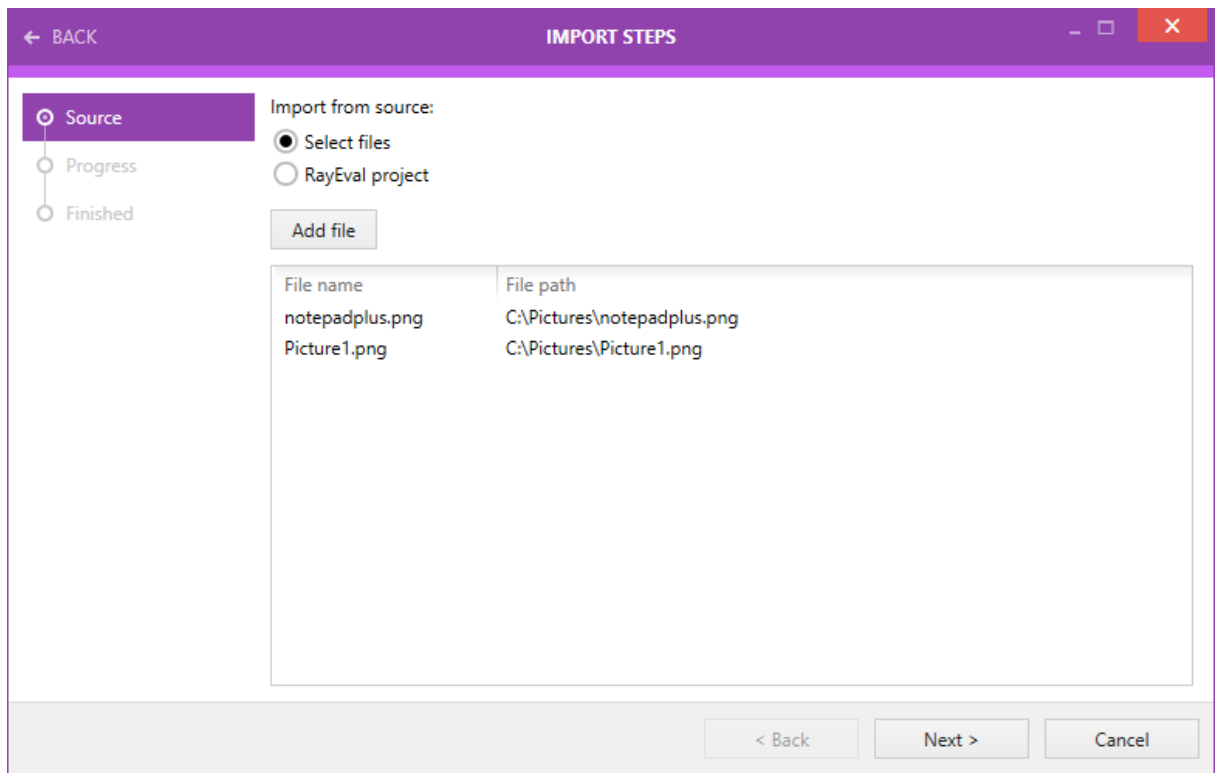 ← BACK IMPORT STEPS
Source
Progress
Finished
Import from source:
Select files
RayEval project
Add file
File name File path
notepadplus.png C:\Pictures\notepadplus.png
Picture1.png C:\Pictures\Picture1.png
< Back Next > Cancel